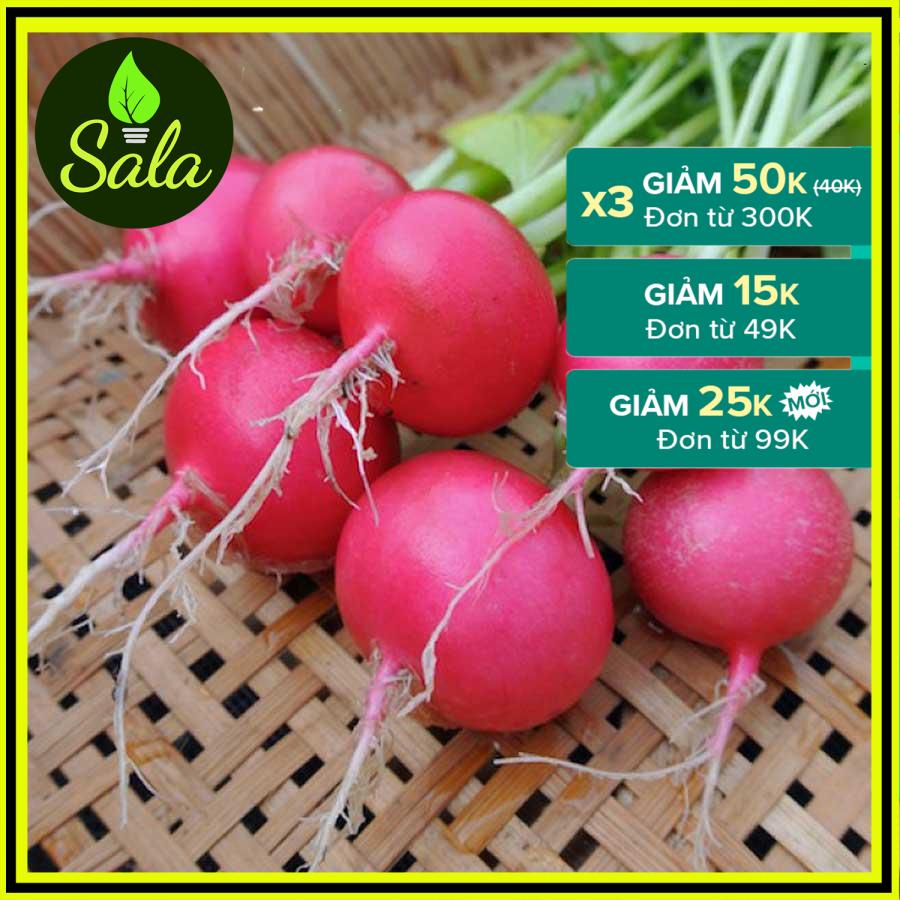 Sala
x3
GIẢM 50K (40K)
Đơn từ 300K
GIẢM 15K
Đơn từ 49K
GIẢM 25K MỚI
Đơn từ 99K